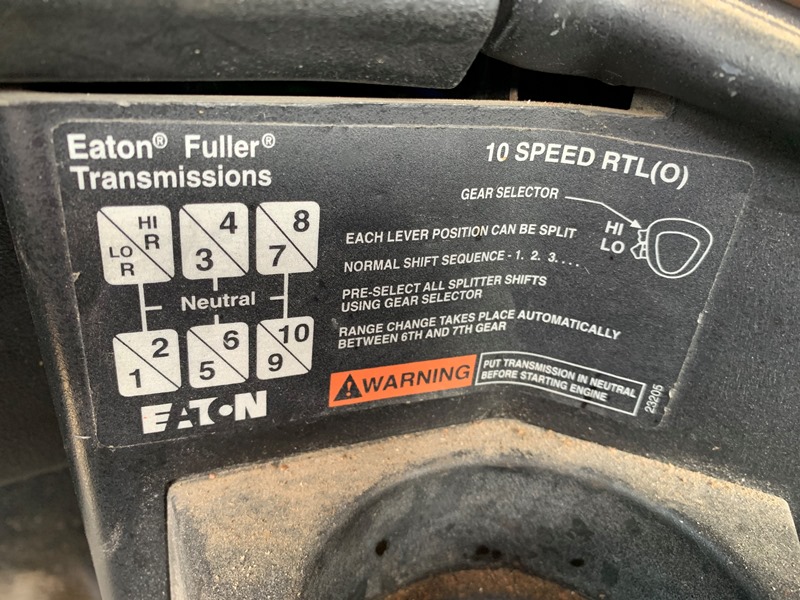 Eaton® Fuller®
Transmissions
10 SPEED RTL(O)
GEAR SELECTOR
HI
LO
HI
R
LO
R
4
3
8
7
Neutral
2
1
6
5
10
9
EATON
EACH LEVER POSITION CAN BE SPLIT
NORMAL SHIFT SEQUENCE - 1. 2. 3. . . .
PRE-SELECT ALL SPLITTER SHIFTS
USING GEAR SELECTOR
RANGE CHANGE TAKES PLACE AUTOMATICALLY
BETWEEN 6TH AND 7TH GEAR
WARNING
PUT TRANSMISSION IN NEUTRAL
BEFORE STARTING ENGINE
23205